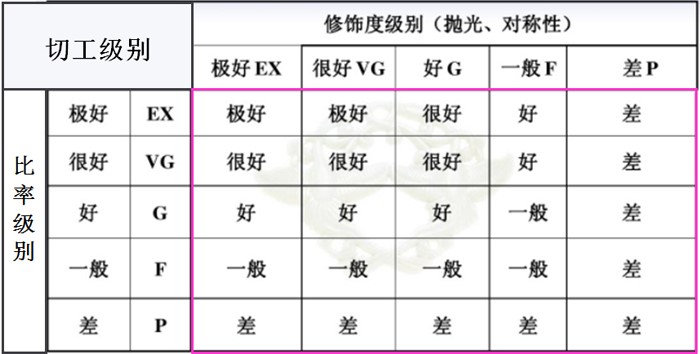 切工级别
修饰度级别（抛光、对称性）
极好 EX 很好 VG 好 G 一般 F 差 P
比率级别
极好 EX 极好 极好 很好 好 差
很好 VG 很好 很好 很好 好 差
好 G 好 好 好 一般 差
一般 F 一般 一般 一般 一般 差
差 P 差 差 差 差 差